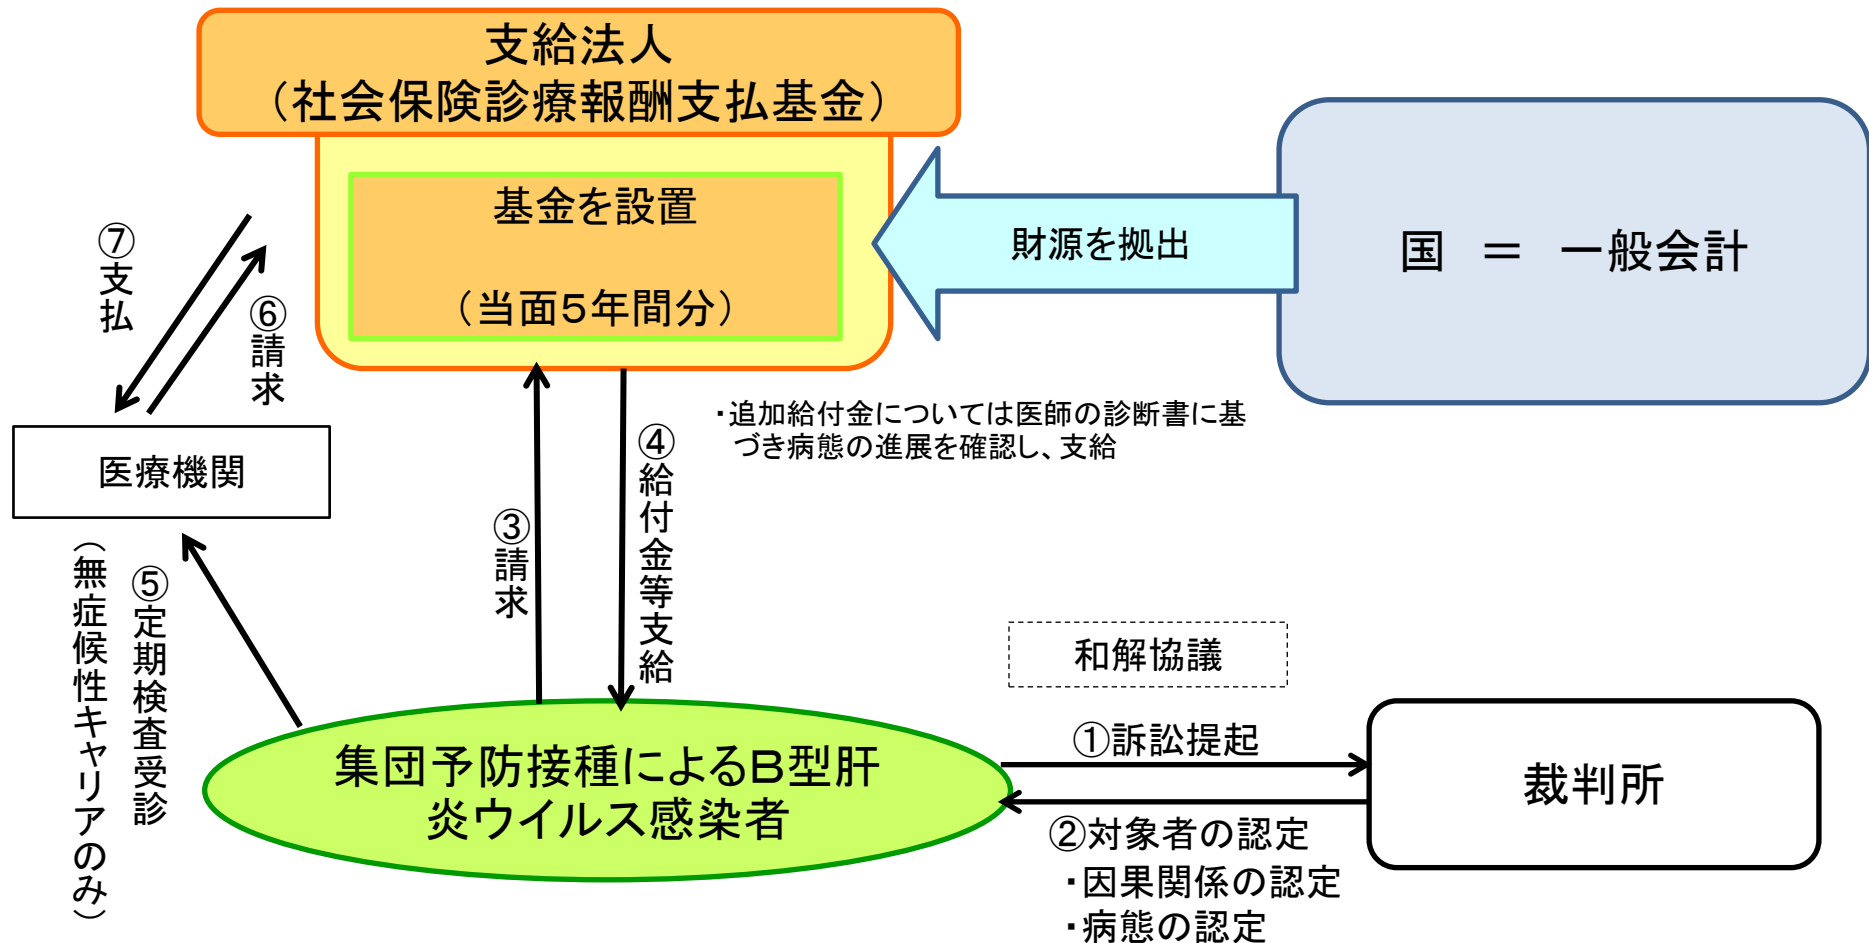 支給法人
（社会保険診療報酬支払基金）
基金を設置
（当面５年間分）
財源を拠出
国　＝　一般会計
⑦支払
⑥請求
・追加給付金については医師の診断書に基
づき病態の進展を確認し、支給
医療機関
③請求
④給付金等支給
⑤定期検査受診
（無症候性キャリアのみ）
和解協議
①訴訟提起
集団予防接種によるＢ型肝
炎ウイルス感染者
裁判所
②対象者の認定
・因果関係の認定
・病態の認定